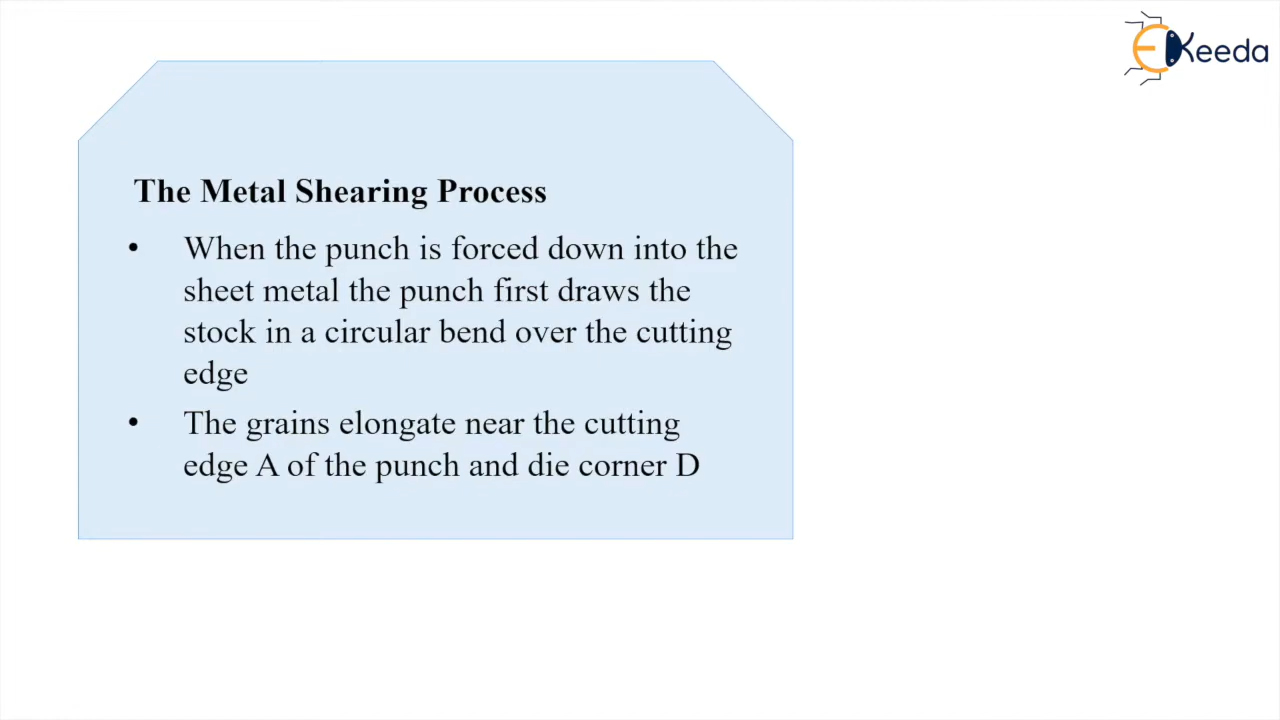 EKeeda
The Metal Shearing Process
• When the punch is forced down into the
sheet metal the punch first draws the
stock in a circular bend over the cutting
edge
• The grains elongate near the cutting
edge A of the punch and die corner D